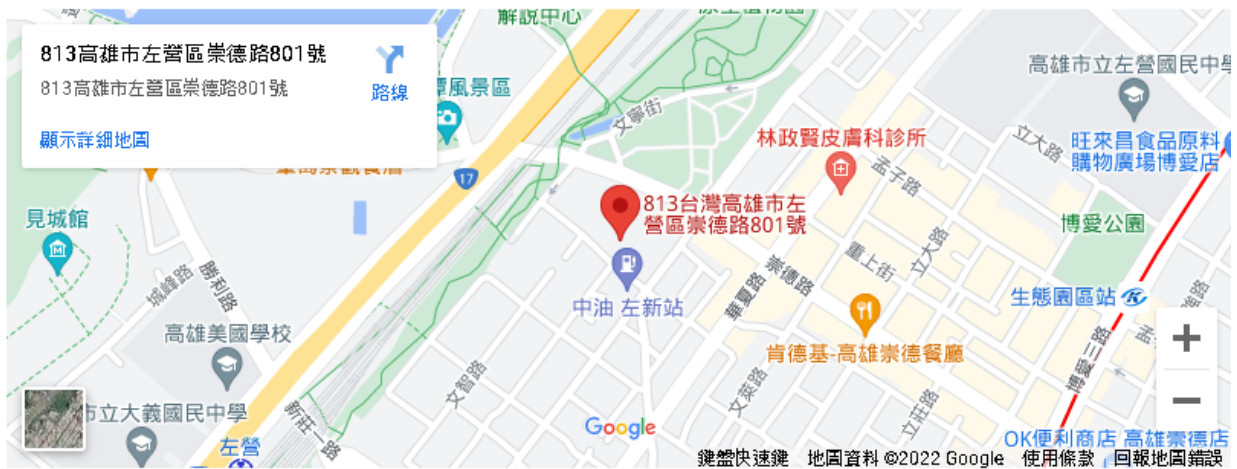 解說中心
813高雄市左營區崇德路801號
813高雄市左營區崇德路801號
路線
顯示詳細地圖
潭風景區
高雄市立左營國民中學
文寧街
林政賢皮膚科診所
立大路
旺來昌食品原料
購物廣場博愛店
17
孟子路
見城館
813台灣高雄市左
營區崇德路801號
博愛公園
立大路
重上街
崇德路
城峰路
勝利路
中油 左新站
華夏路
生態園區站
高雄美國學校
肯德基-高雄崇德餐廳
博愛三路
文智路
文萊路
立莊路
市立大義國民中學
新莊一路
左營
Google
OK便利商店 高雄崇德店
鍵盤快速鍵
地圖資料 ©2022 Google
使用條款
回報地圖錯誤